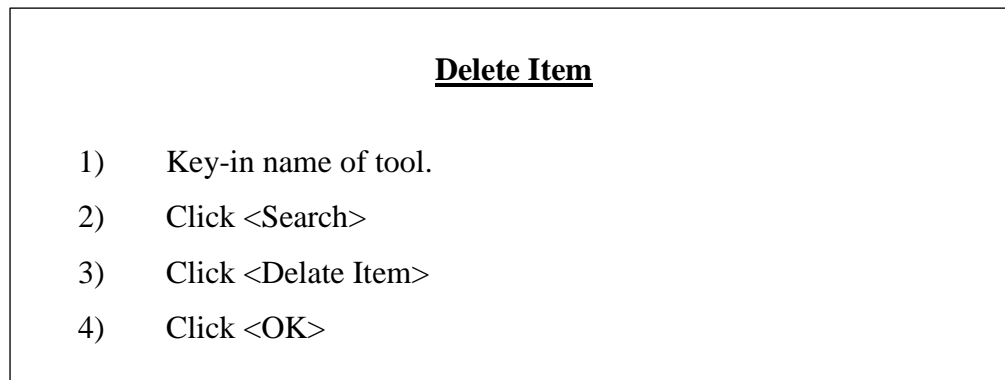 Delete Item
1) Key-in name of tool.
2) Click <Search>
3) Click <Delate Item>
4) Click <OK>